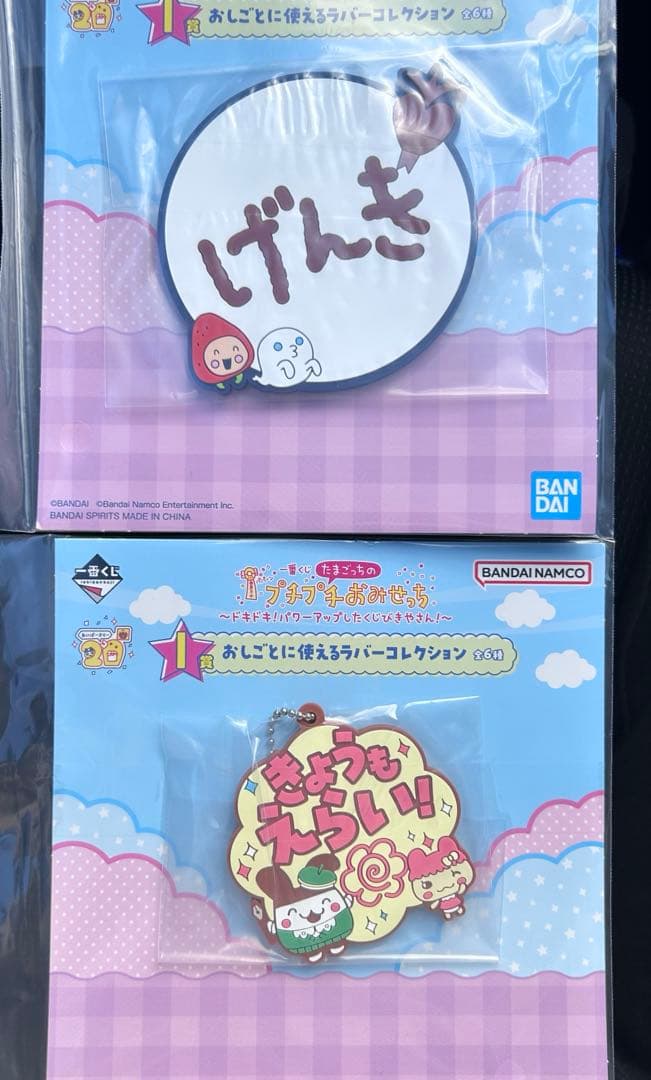 20
I賞 おしごとに使えるラバーコレクション 全6種
げんき
©BANDAI ©Bandai Namco Entertainment Inc.
BANDAI SPIRITS MADE IN CHINA
BAN
DAI
一番くじ
一番くじ たまごっちの
プチプチおみせっち
～ドキドキ!パワーアップしたくじびきやさん!～
BANDAI NAMCO
20
I賞 おしごとに使えるラバーコレクション 全6種
きょうも
えらい!